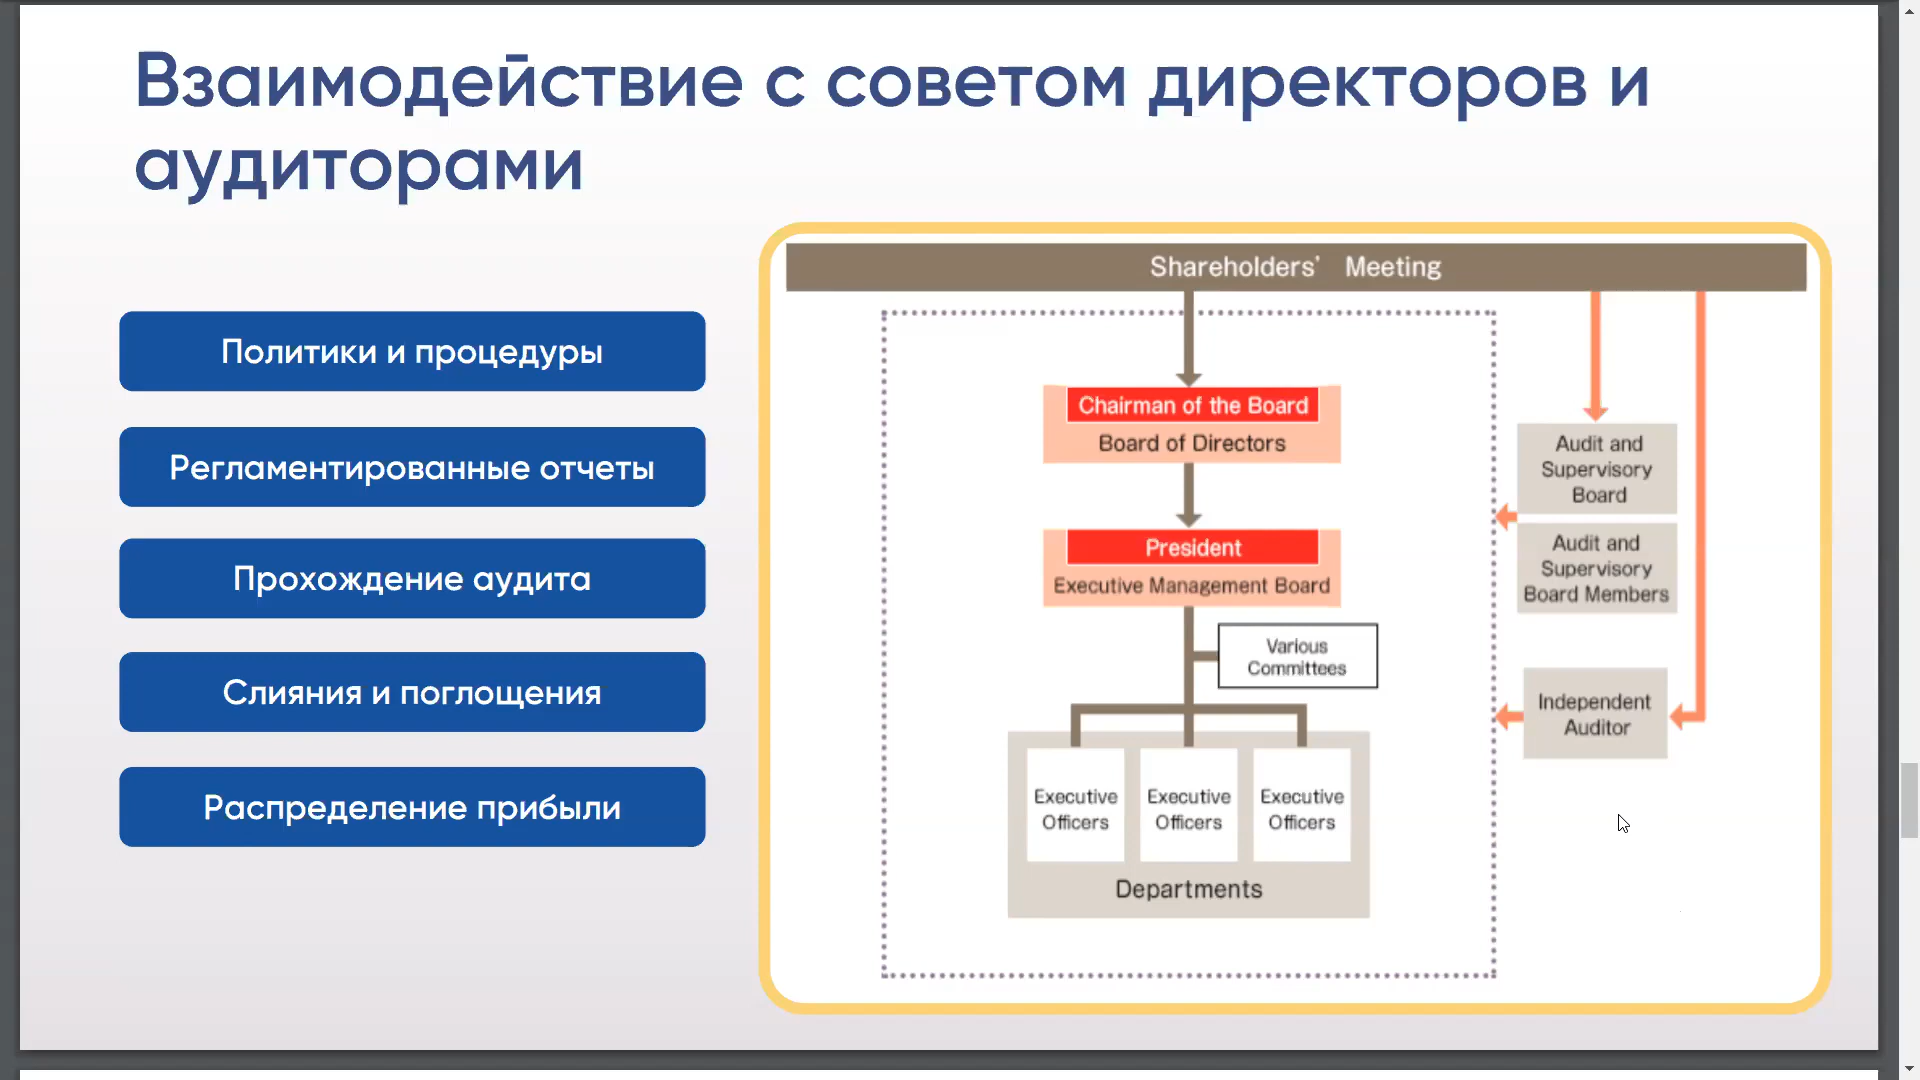 Взаимодействие с советом директоров и
аудиторами
Политики и процедуры
Регламентированные отчеты
Прохождение аудита
Слияния и поглощения
Распределение прибыли
Shareholders' Meeting
Chairman of the Board
Board of Directors
President
Executive Management Board
Various
Committees
Executive
Officers
Executive
Officers
Executive
Officers
Departments
Audit and
Supervisory
Board
Audit and
Supervisory
Board Members
Independent
Auditor